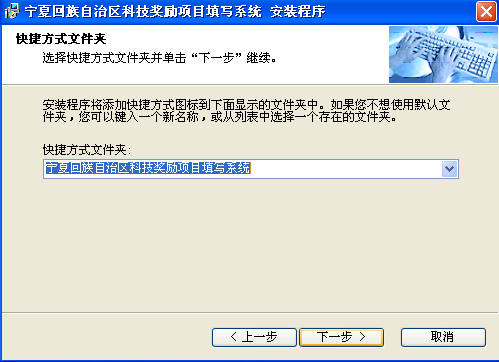 宁夏回族自治区科技奖励项目填写系统 安装程序
快捷方式文件夹
选择快捷方式文件夹并单击“下一步”继续。
安装程序将添加快捷方式图标到下面显示的文件夹中。如果您不想使用默认文
件夹，您可以键入一个新名称，或从列表中选择一个存在的文件夹。
快捷方式文件夹:
宁夏回族自治区科技奖励项目填写系统
< 上一步
下一步 >
取消